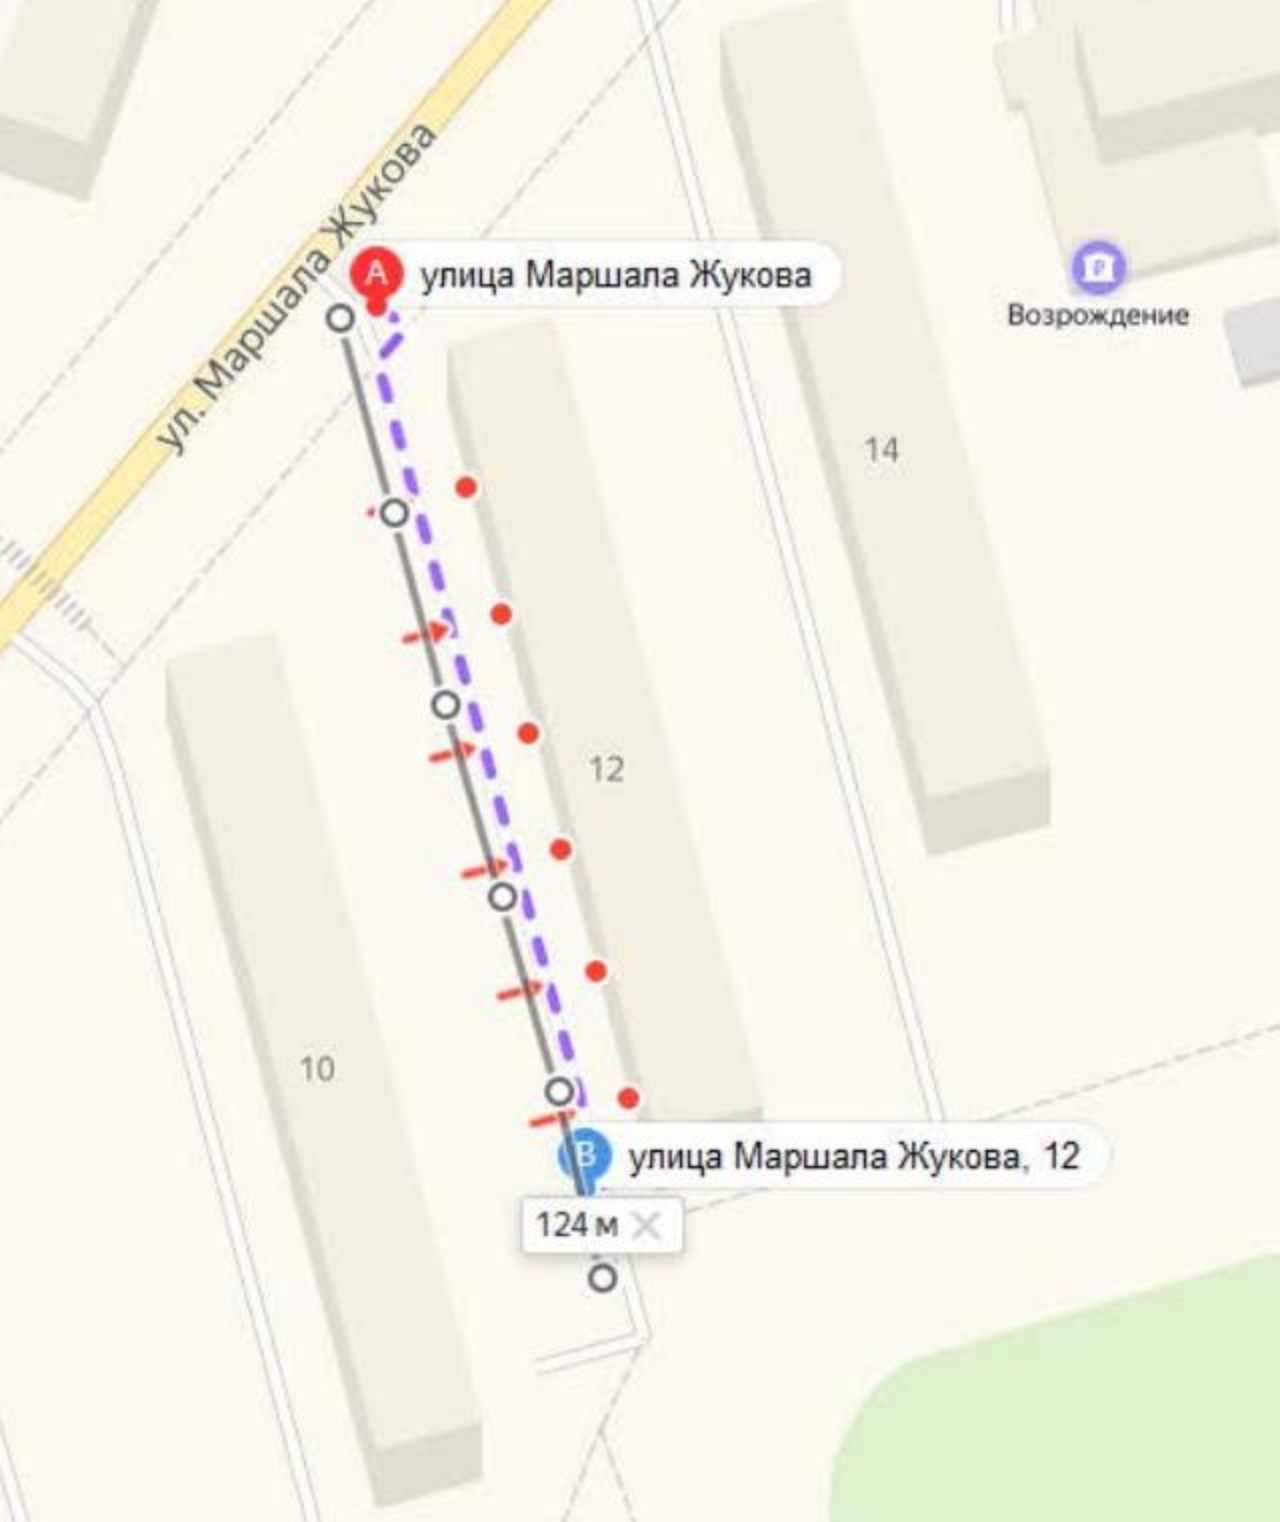 ул. Маршала Жукова
А
улица Маршала Жукова
Возрождение
14
12
10
В
улица Маршала Жукова, 12
124 м